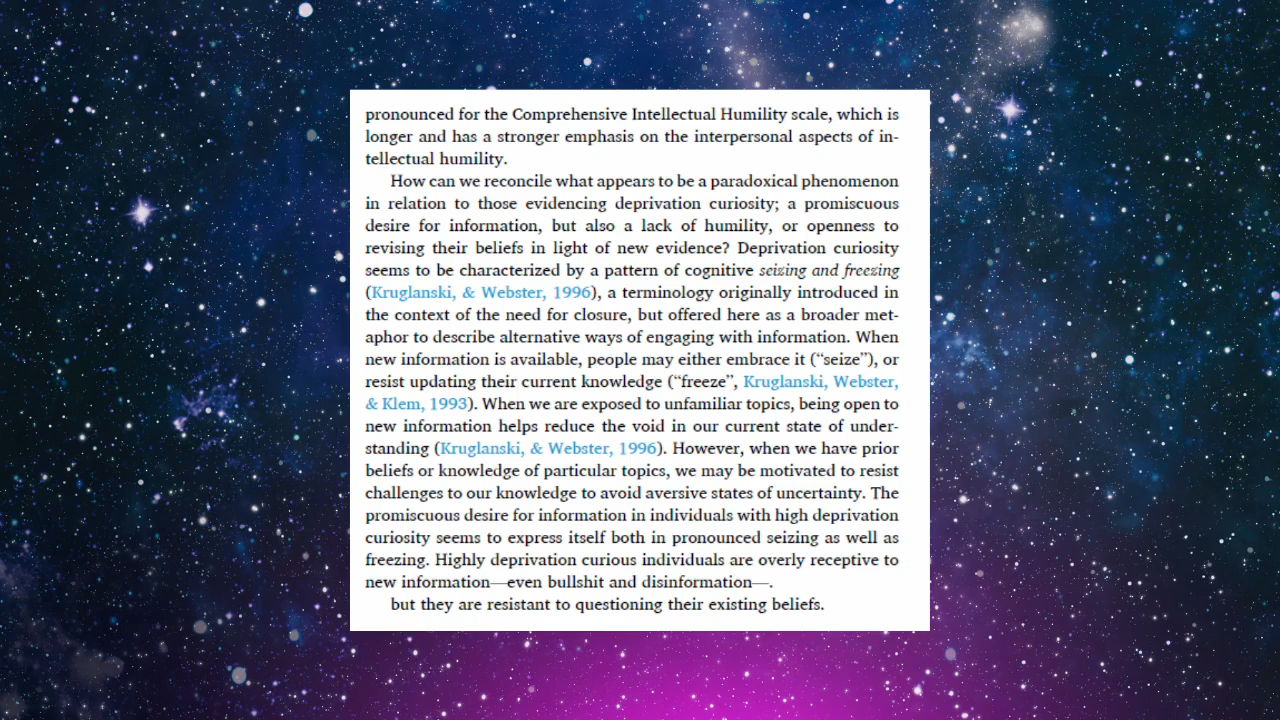 pronounced for the Comprehensive Intellectual Humility scale, which is
longer and has a stronger emphasis on the interpersonal aspects of in-
tellectual humility.
How can we reconcile what appears to be a paradoxical phenomenon
in relation to those evidencing deprivation curiosity; a promiscuous
desire for information, but also a lack of humility, or openness to
revising their beliefs in light of new evidence? Deprivation curiosity
seems to be characterized by a pattern of cognitive seizing and freezing
(Kruglanski, & Webster, 1996), a terminology originally introduced in
the context of the need for closure, but offered here as a broader met-
aphor to describe alternative ways of engaging with information. When
new information is available, people may either embrace it (“seize”), or
resist updating their current knowledge (“freeze”, Kruglanski, Webster,
& Klem, 1993). When we are exposed to unfamiliar topics, being open to
new information helps reduce the void in our current state of under-
standing (Kruglanski, & Webster, 1996). However, when we have prior
beliefs or knowledge of particular topics, we may be motivated to resist
challenges to our knowledge to avoid aversive states of uncertainty. The
promiscuous desire for information in individuals with high deprivation
curiosity seems to express itself both in pronounced seizing as well as
freezing. Highly deprivation curious individuals are overly receptive to
new information—even bullshit and disinformation—.
but they are resistant to questioning their existing beliefs.